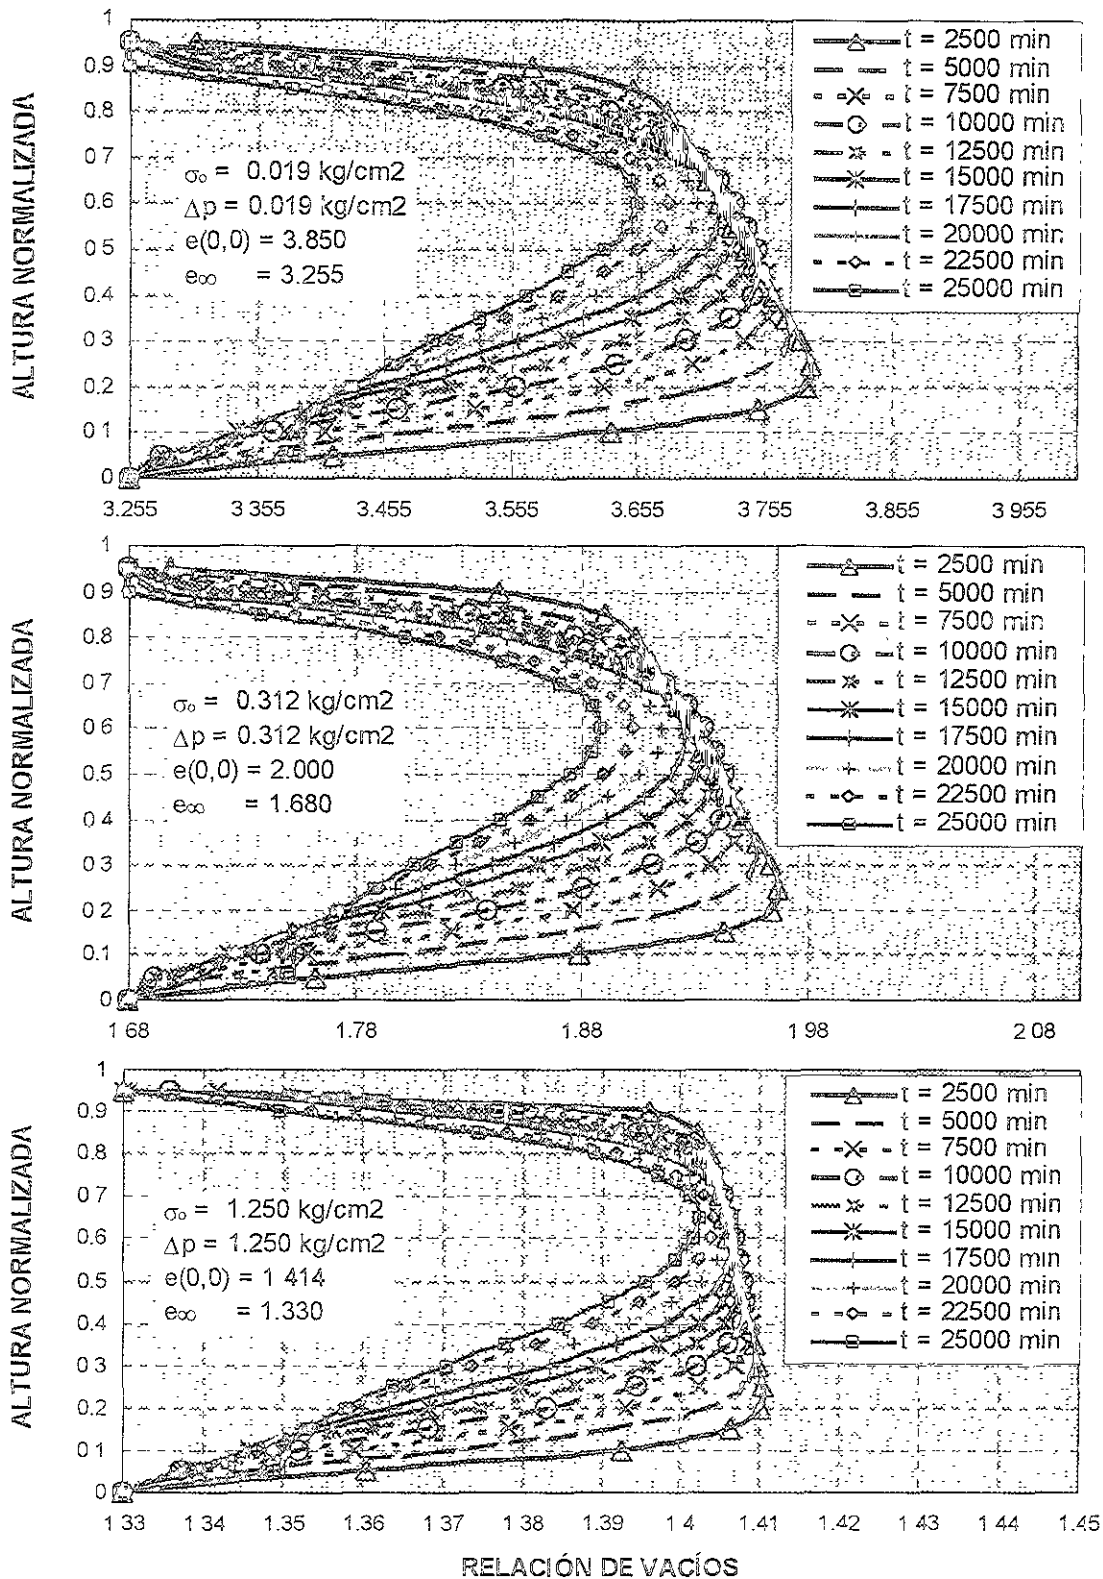 ALTURA NORMALIZADA
1
0.9
0.8
0 7
0 6
0 5
0 4
0.3
0.2
0 1
0
σo = 0.019 kg/cm2
Δp = 0.019 kg/cm2
e(0,0) = 3.850
e∞ = 3.255
t = 2500 min
t = 5000 min
t = 7500 min
t = 10000 min
t = 12500 min
t = 15000 min
t = 17500 min
t = 20000 min
t = 22500 min
t = 25000 min
3.255 3 355 3.455 3.555 3.655 3.755 3.855 3 955
ALTURA NORMALIZADA
1
0.9
0.8
0 7
0.6
0 5
0 4
0.3
0.2
0.1
0
σo = 0.312 kg/cm2
Δp = 0.312 kg/cm2
e(0,0) = 2.000
e∞ = 1.680
t = 2500 min
t = 5000 min
t = 7500 min
t = 10000 min
t = 12500 min
t = 15000 min
t = 17500 min
t = 20000 min
t = 22500 min
t = 25000 min
1 68 1.78 1.88 1 98 2 08
ALTURA NORMALIZADA
1
0.9
0.8
0 7
0 6
0 5
0.4
0.3
0.2
0 1
0
σo = 1.250 kg/cm2
Δp = 1.250 kg/cm2
e(0,0) = 1 414
e∞ = 1.330
t = 2500 min
t = 5000 min
t = 7500 min
t = 10000 min
t = 12500 min
t = 15000 min
t = 17500 min
t = 20000 min
t = 22500 min
t = 25000 min
1.33 1 34 1.35 1.36 1.37 1.38 1.39 1 4 1.41 1 42 1 43 1 44 1.45
RELACIÓN DE VACÍOS